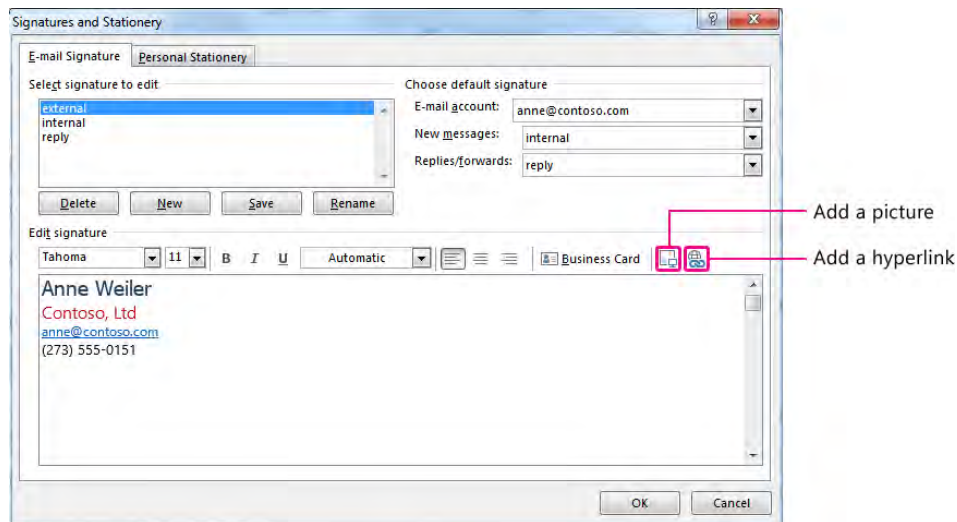 Signatures and Stationery
E-mail Signature
Personal Stationery
Select signature to edit
external
internal
reply
Delete
New
Save
Rename
Choose default signature
E-mail account:
anne@contoso.com
New messages:
internal
Replies/forwards:
reply
Edit signature
Tahoma
11
B
I
U
Automatic
Business Card
Add a picture
Add a hyperlink
Anne Weiler
Contoso, Ltd
anne@contoso.com
(273) 555-0151
OK
Cancel